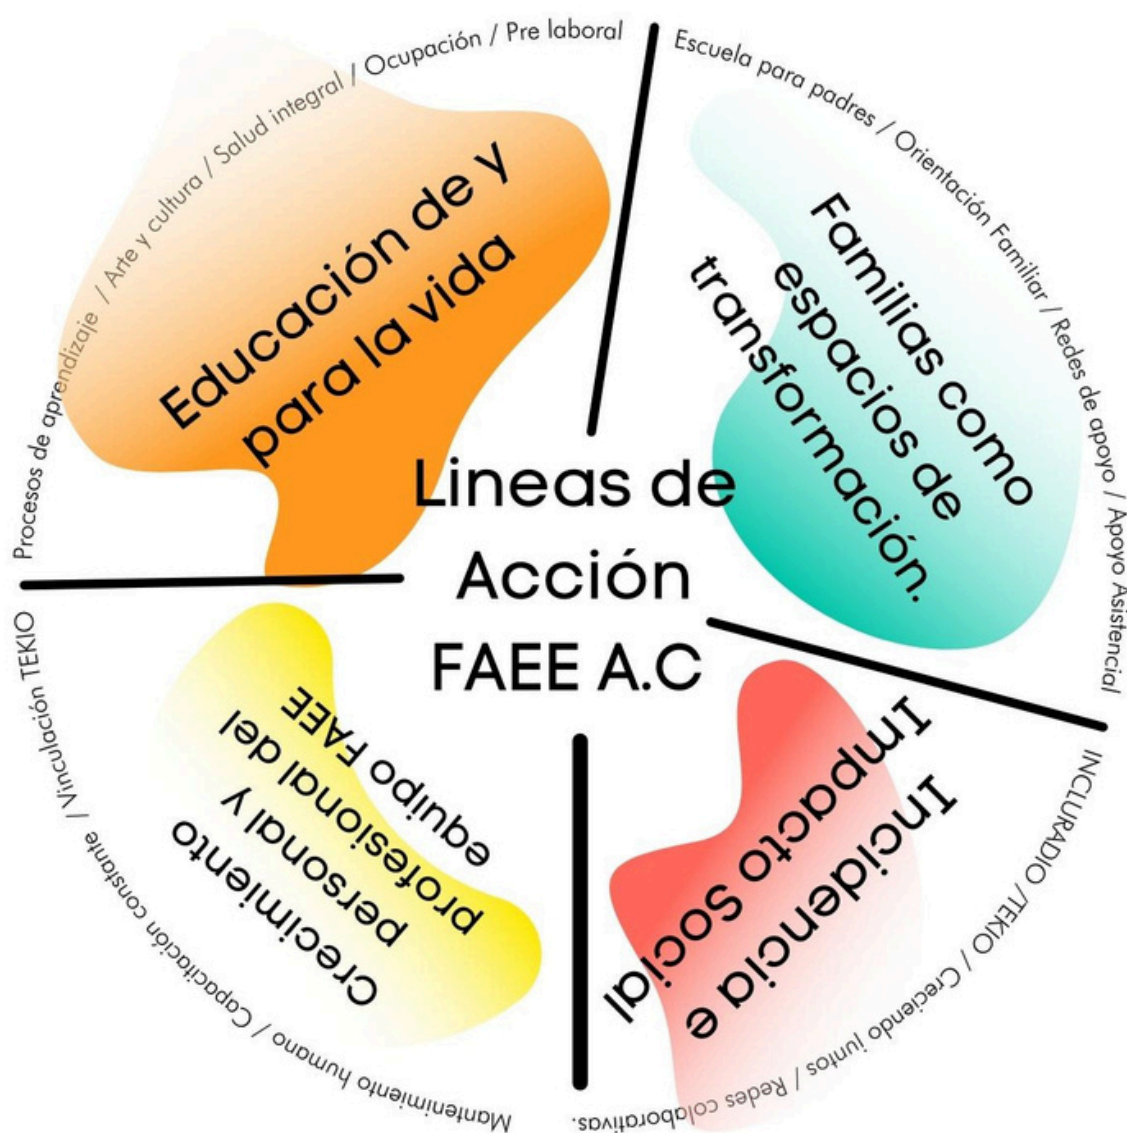 Lineas de
Acción
FAEE A.C
Procesos de aprendizaje / Arte y cultura / Salud integral / Ocupación / Pre laboral
Educación de y
para la vida
Escuela para padres / Orientación Familiar / Redes de apoyo / Apoyo Asistencial
Familias como
espacios de
transformación.
INCLURADIO /TEKIO / Creciendo juntos / Redes colaborativas.
Incidencia e
Impacto Social
Mantenimiento humano / Capacitación constante / Vinculación TEKIO
Crecimiento
personal y
profesional del
equipo FAEE